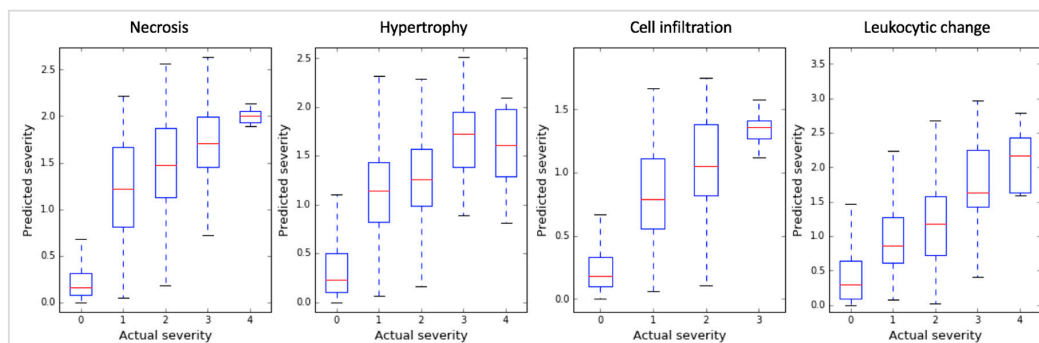 Necrosis
Hypertrophy
Cell infiltration
Leukocytic change
Predicted severity
2.5
2.0
1.5
1.0
0.5
0.0
0 1 2 3 4
Actual severity
Predicted severity
2.5
2.0
1.5
1.0
0.5
0.0
0 1 2 3 4
Actual severity
Predicted severity
1.5
1.0
0.5
0.0
0 1 2 3
Actual severity
Predicted severity
3.5
3.0
2.5
2.0
1.5
1.0
0.5
0.0
0 1 2 3 4
Actual severity